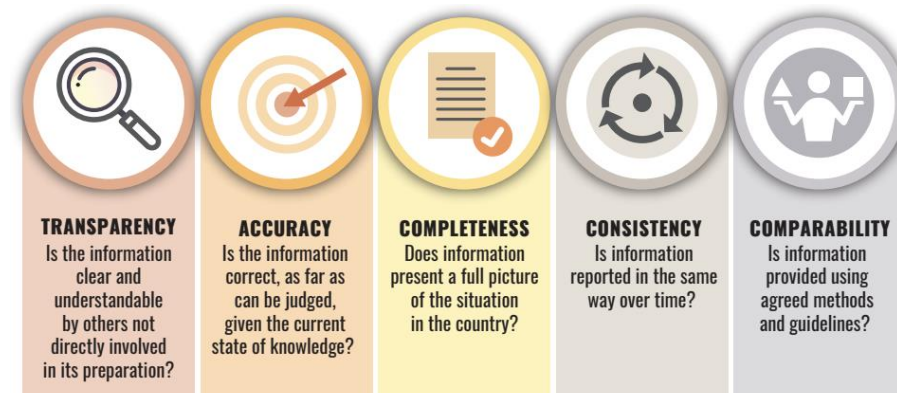 TRANSPARENCY
Is the information
clear and
understandable
by others not
directly involved
in its preparation?
ACCURACY
Is the information
correct, as far as
can be judged,
given the current
state of knowledge?
COMPLETENESS
Does information
present a full picture
of the situation
in the country?
CONSISTENCY
Is information
reported in the same
way over time?
COMPARABILITY
Is information
provided using
agreed methods
and guidelines?